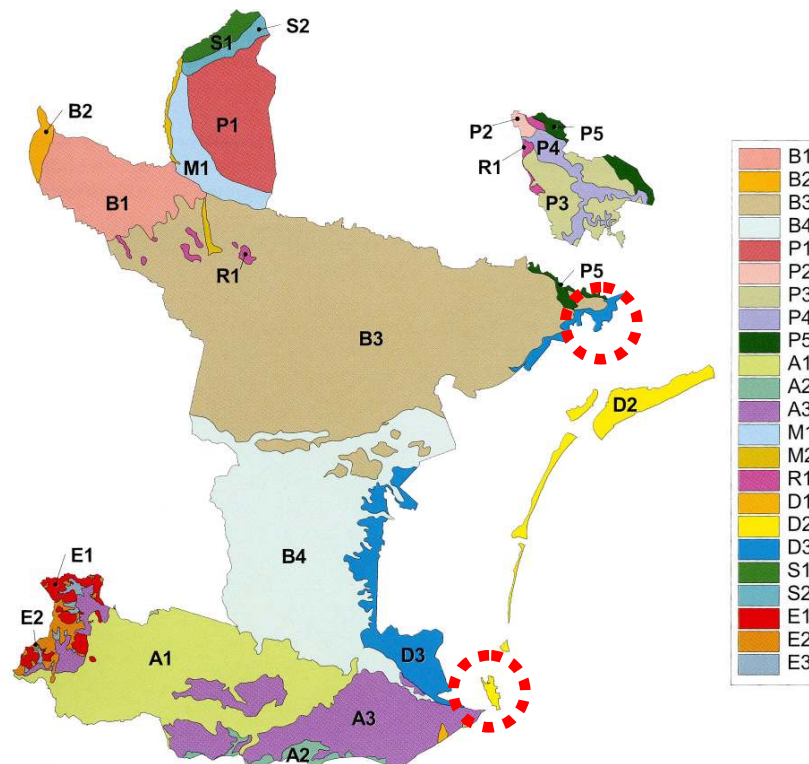 S1
S2
P1
B2
P2
P5
P4
M1
R1
B1
P3
R1
P5
B3
D2
B4
E1
E2
A1
D3
A3
A2
B1
B2
B3
B4
P1
P2
P3
P4
P5
A1
A2
A3
M1
M2
R1
D1
D2
D3
S1
S2
E1
E2
E3